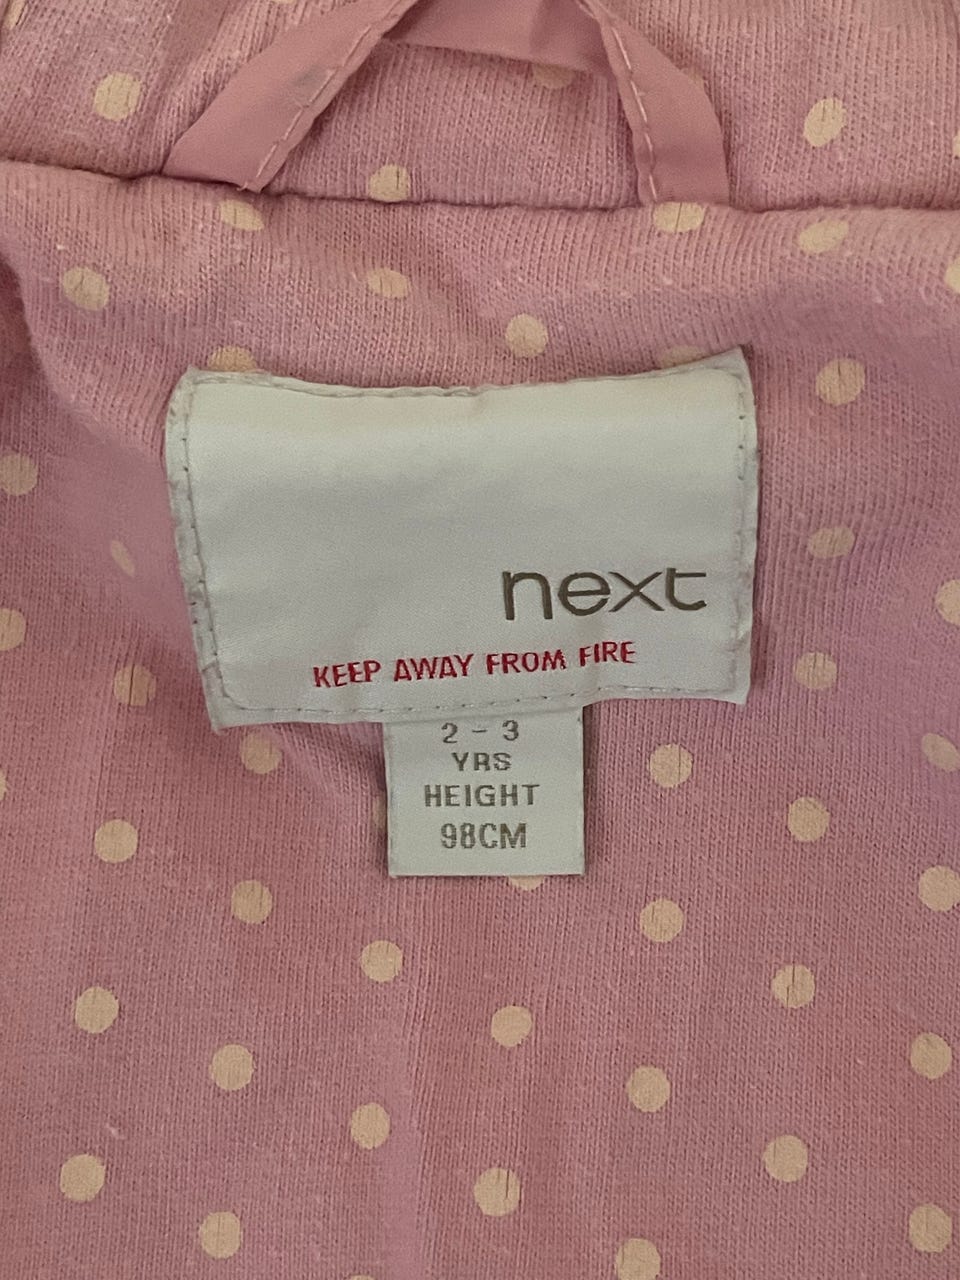 next
KEEP AWAY FROM FIRE
2 - 3
YRS
HEIGHT
98CM